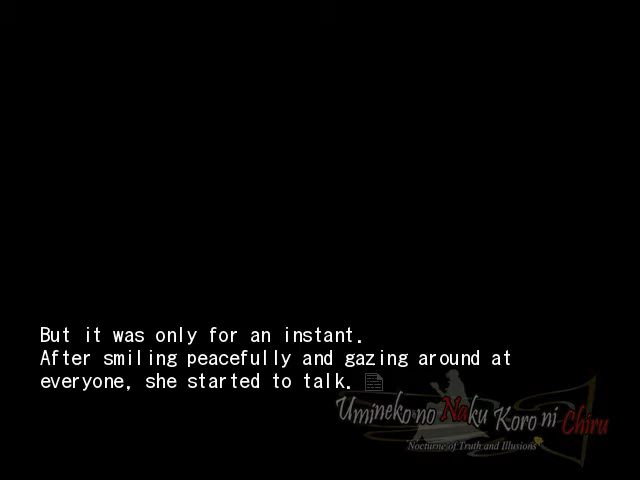 But it was only for an instant.
After smiling peacefully and gazing around at
everyone, she started to talk.
Umineko no Naku Koro ni Chiru
Nocturne of Truth and Illusions